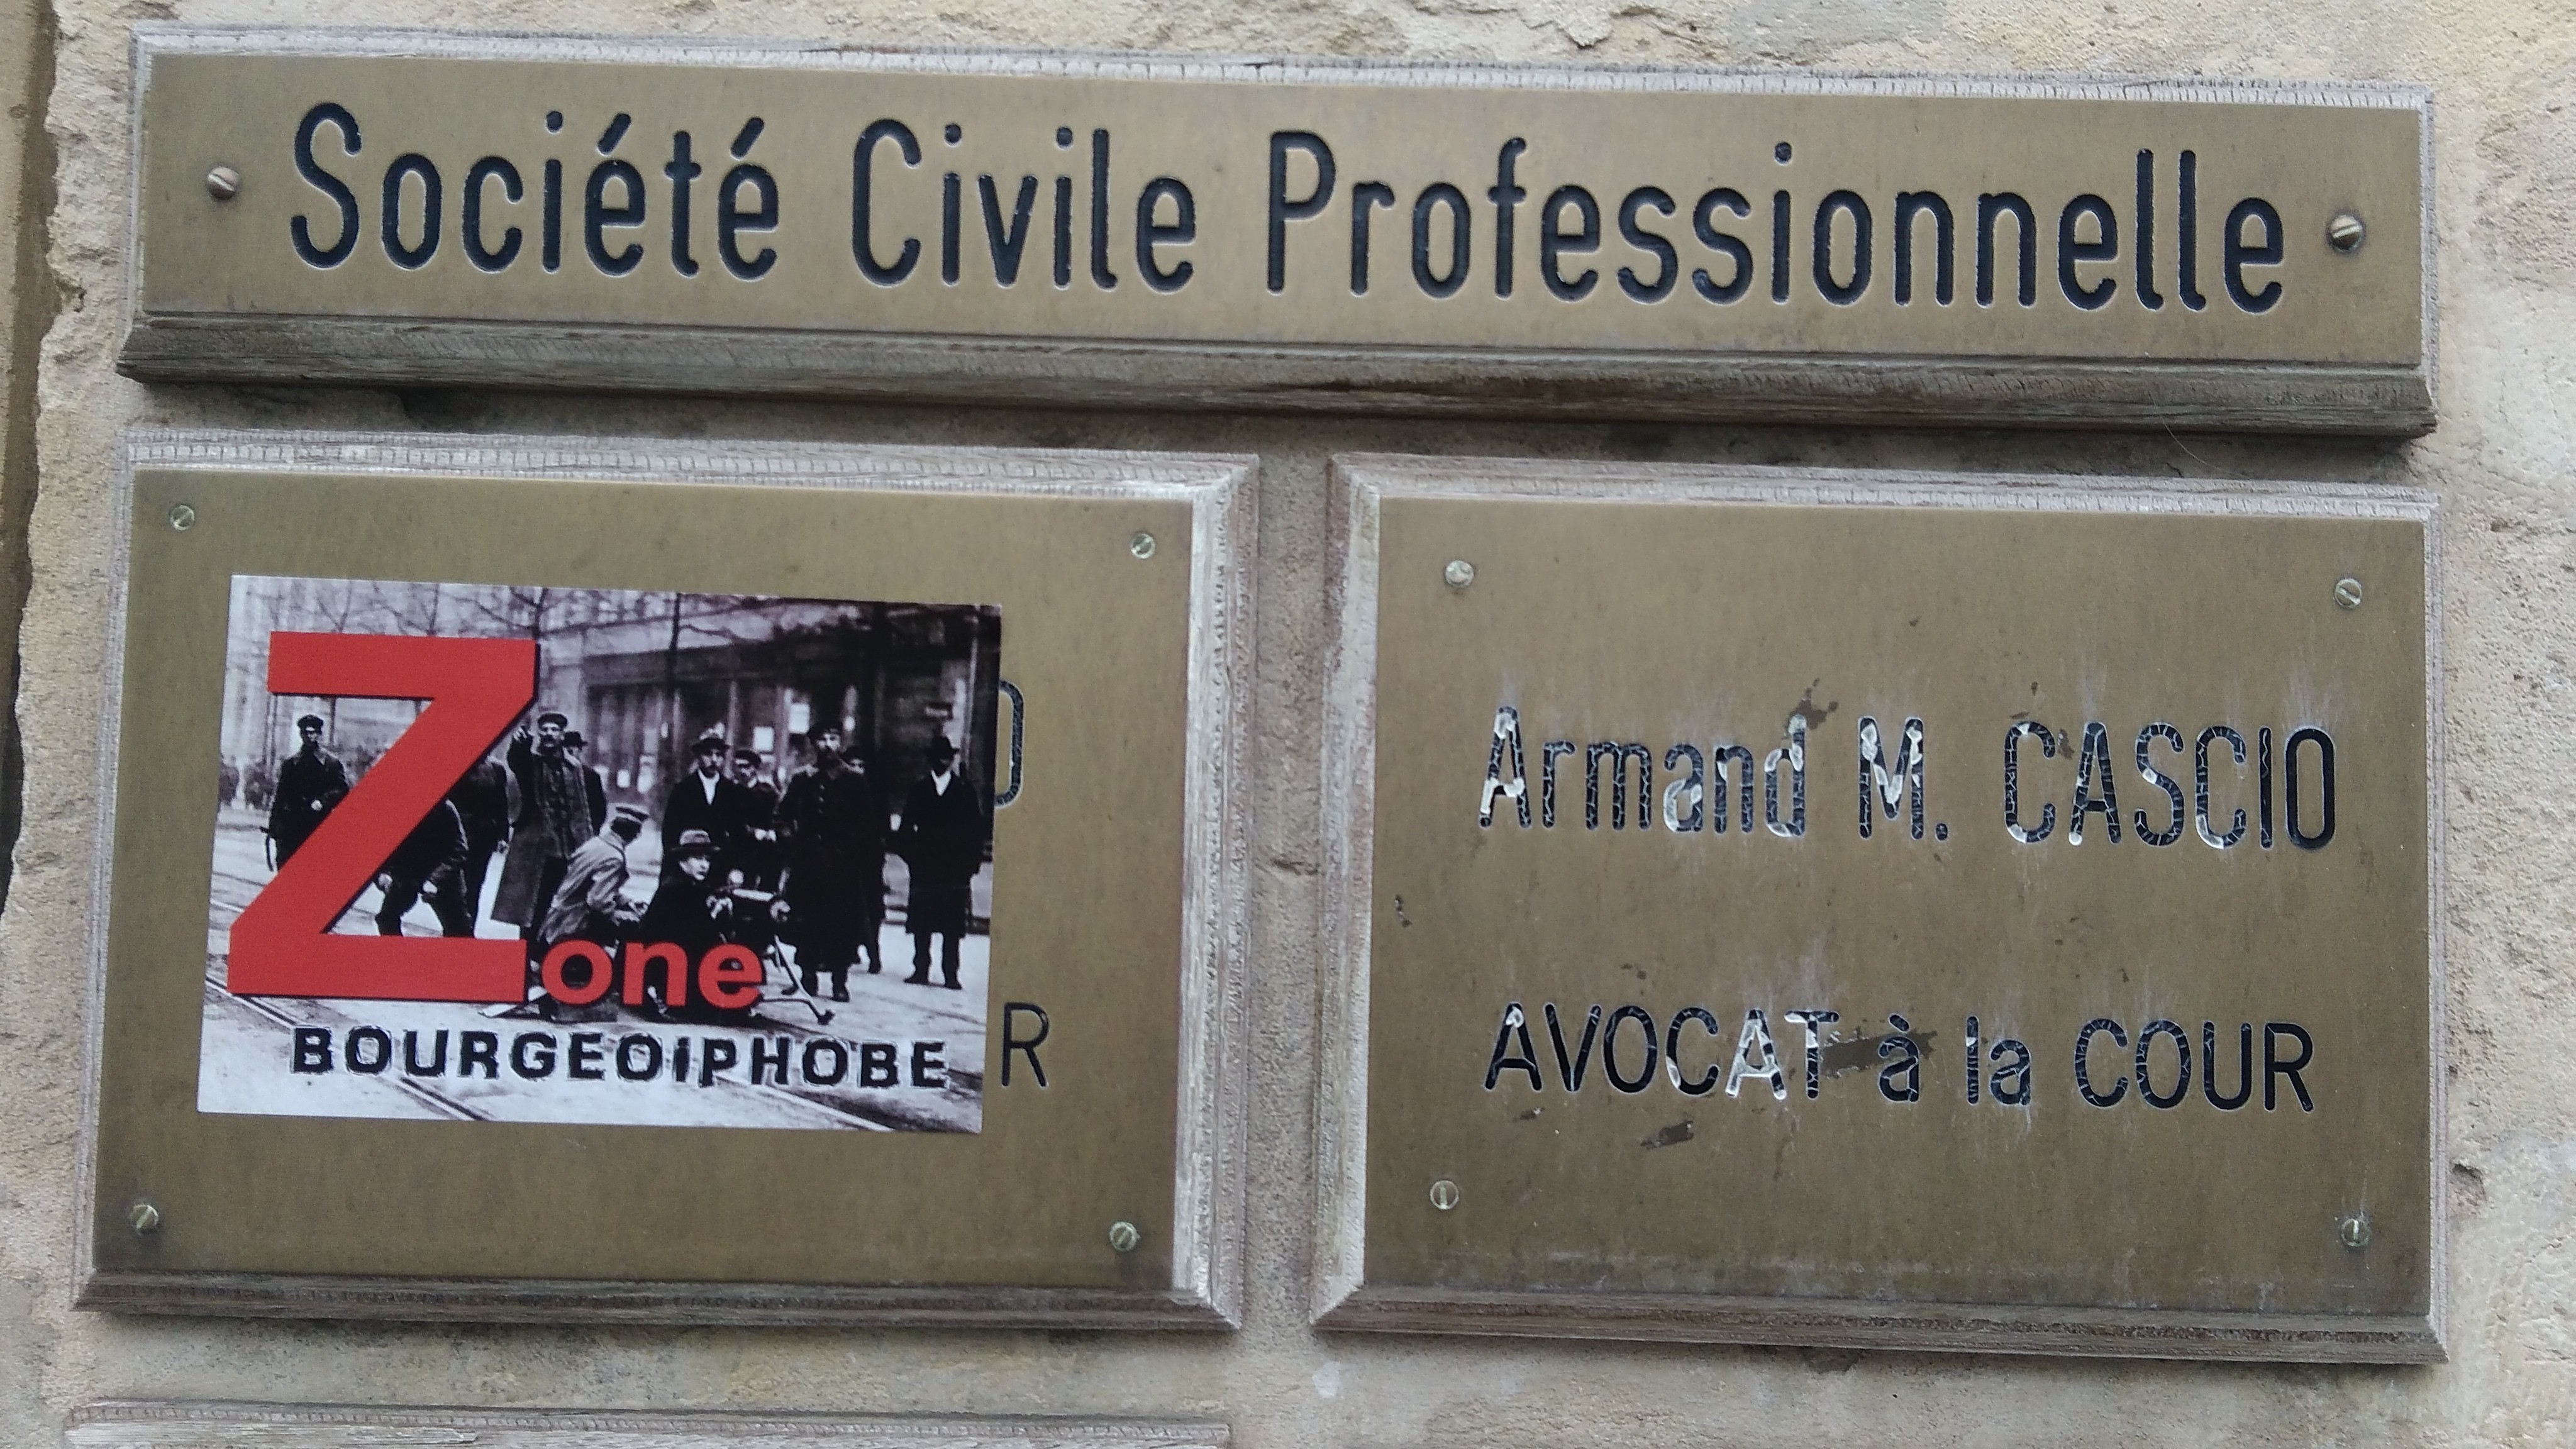 Société Civile Professionnelle
Zone
BOURGEOIPHOBE
D
R
Armand M. CASCIO
AVOCAT à la COUR